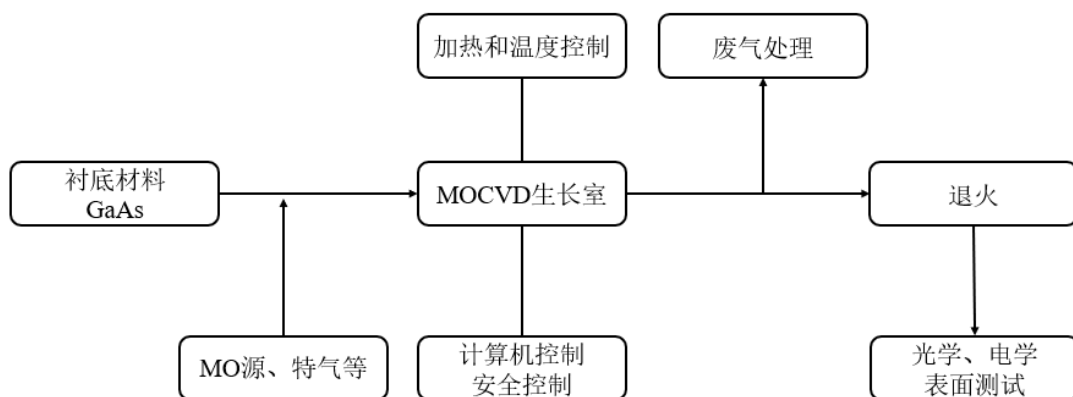 加热和温度控制
废气处理
衬底材料
GaAs
MOCVD生长室
退火
MO源、特气等
计算机控制
安全控制
光学、电学
表面测试